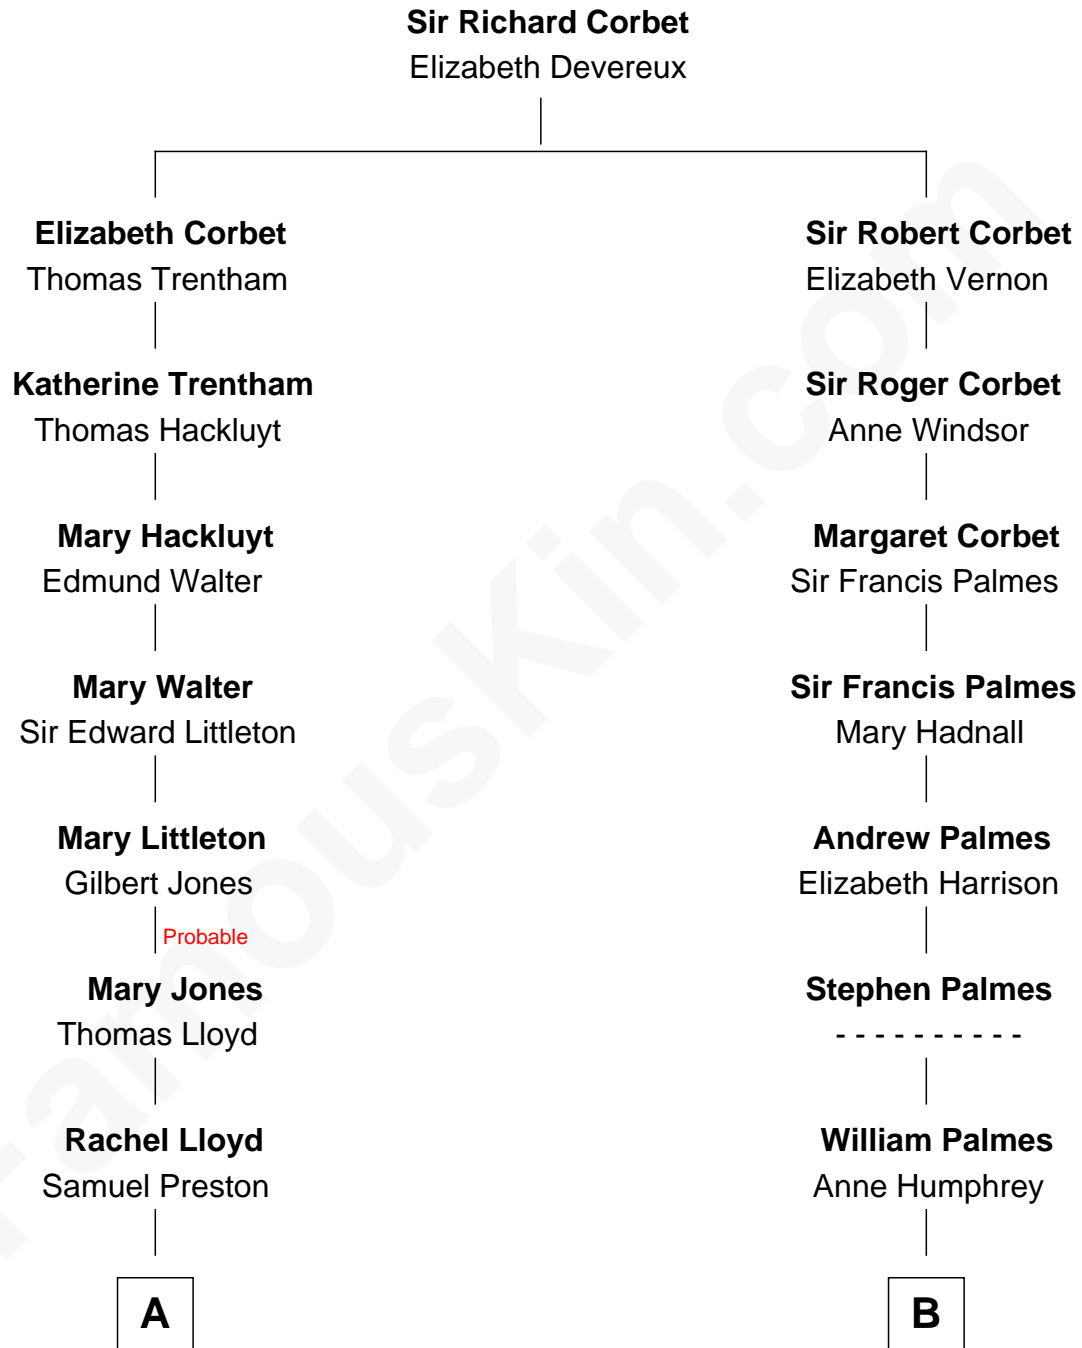 Sir Richard Corbet
Elizabeth Devereux
Elizabeth Corbet
Thomas Trentham
Sir Robert Corbet
Elizabeth Vernon
Katherine Trentham
Thomas Hackluyt
Sir Roger Corbet
Anne Windsor
Mary Hackluyt
Edmund Walter
Margaret Corbet
Sir Francis Palmes
Mary Walter
Sir Edward Littleton
Sir Francis Palmes
Mary Hadnall
Mary Littleton
Gilbert Jones
Andrew Palmes
Elizabeth Harrison
Probable
Mary Jones
Thomas Lloyd
Stephen Palmes
- - - - - - - - - -
Rachel Lloyd
Samuel Preston
William Palmes
Anne Humphrey
A
B
FamousKin.com